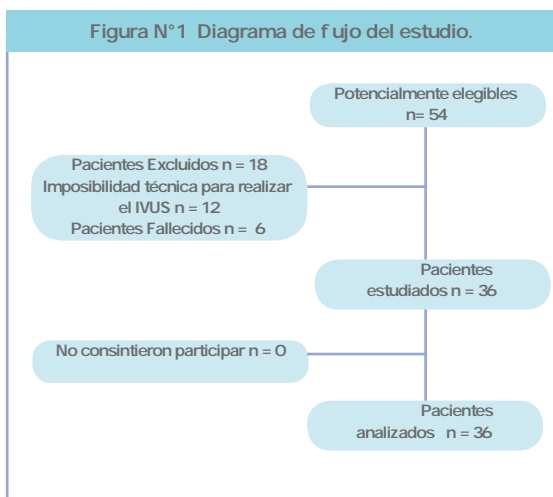 Figura N°1 Diagrama de f ujo del estudio.
Potencialmente elegibles
n= 54
Pacientes Excluidos n = 18
Imposibilidad técnica para realizar
el IVUS n = 12
Pacientes Fallecidos n = 6
Pacientes
estudiados n = 36
No consintieron participar n = 0
Pacientes
analizados n = 36